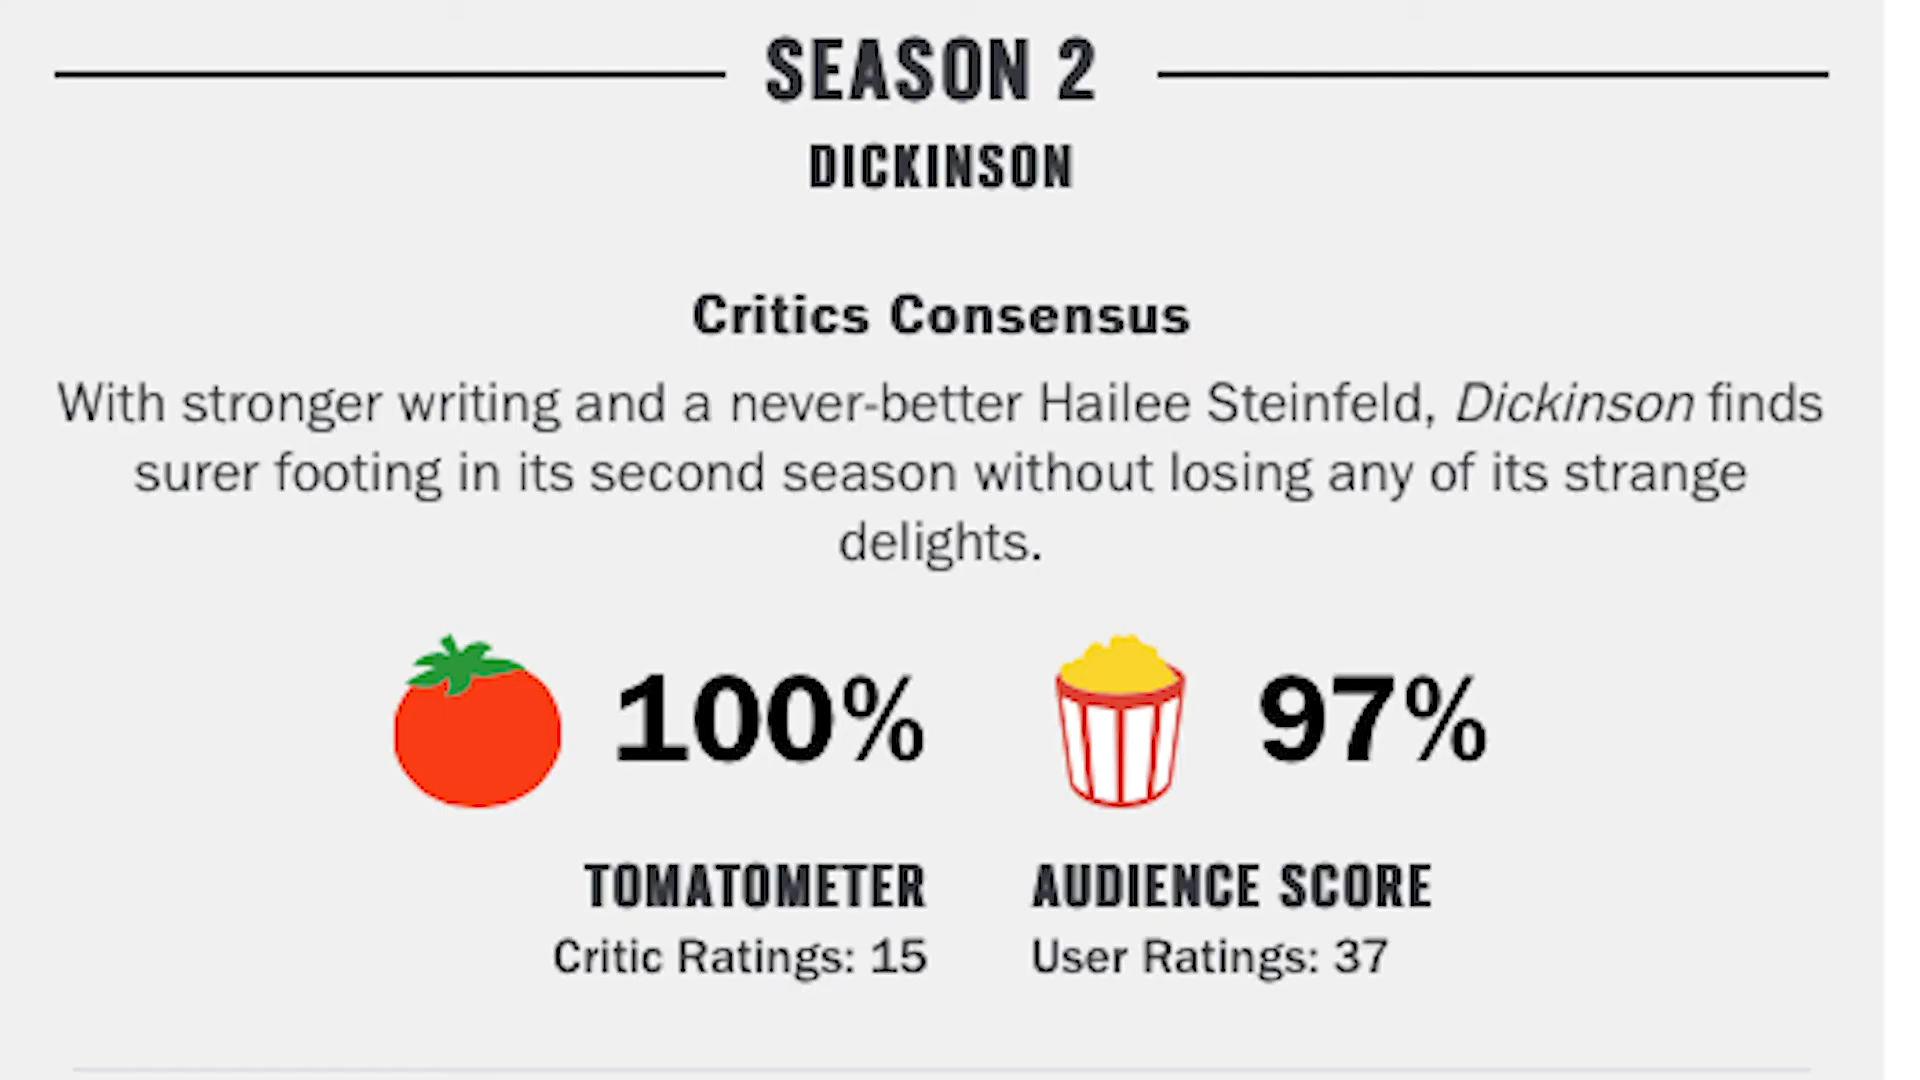 SEASON 2
DICKINSON
Critics Consensus
With stronger writing and a never-better Hailee Steinfeld, Dickinson finds
surer footing in its second season without losing any of its strange
delights.
100% 97%
TOMATOMETER AUDIENCE SCORE
Critic Ratings: 15 User Ratings: 37